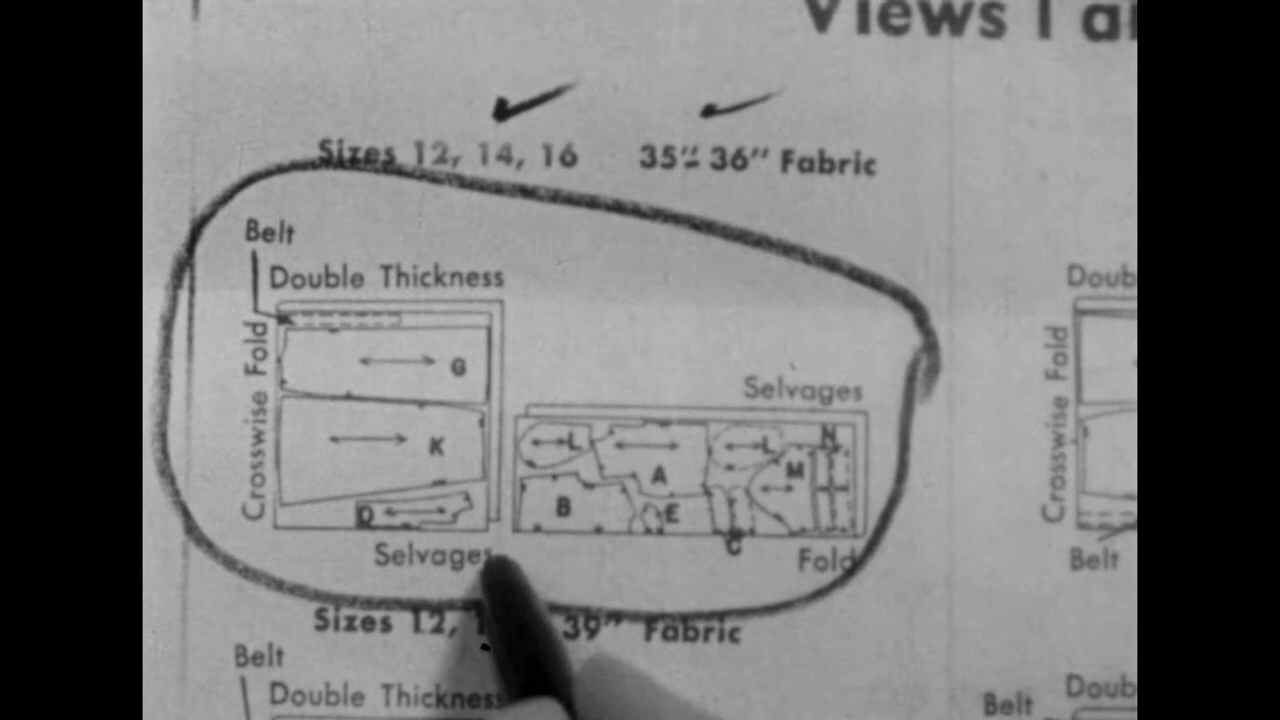 Views 1
Sizes 12, 14, 16 35"- 36" Fabric
Belt
Double Thickness
Crosswise Fold
G
K
D
Selvages
Selvages
L
A
L
N
M
B
E
C
Fold
Doub
Crosswise Fold
Belt
Sizes 12, 39" Fabric
Belt
Double Thickness
Doub
Belt